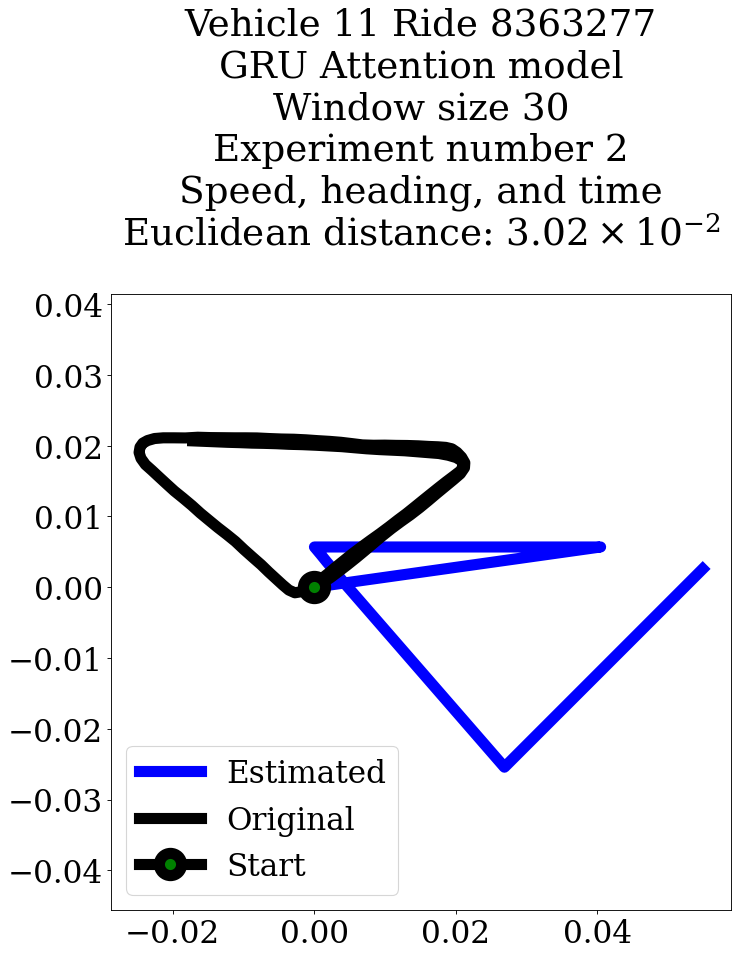 Vehicle 11 Ride 8363277
GRU Attention model
Window size 30
Experiment number 2
Speed, heading, and time
Euclidean distance: 3.02 × 10⁻²
0.04
0.03
0.02
0.01
0.00
−0.01
−0.02
−0.03
−0.04
Estimated
Original
Start
−0.02 0.00 0.02 0.04